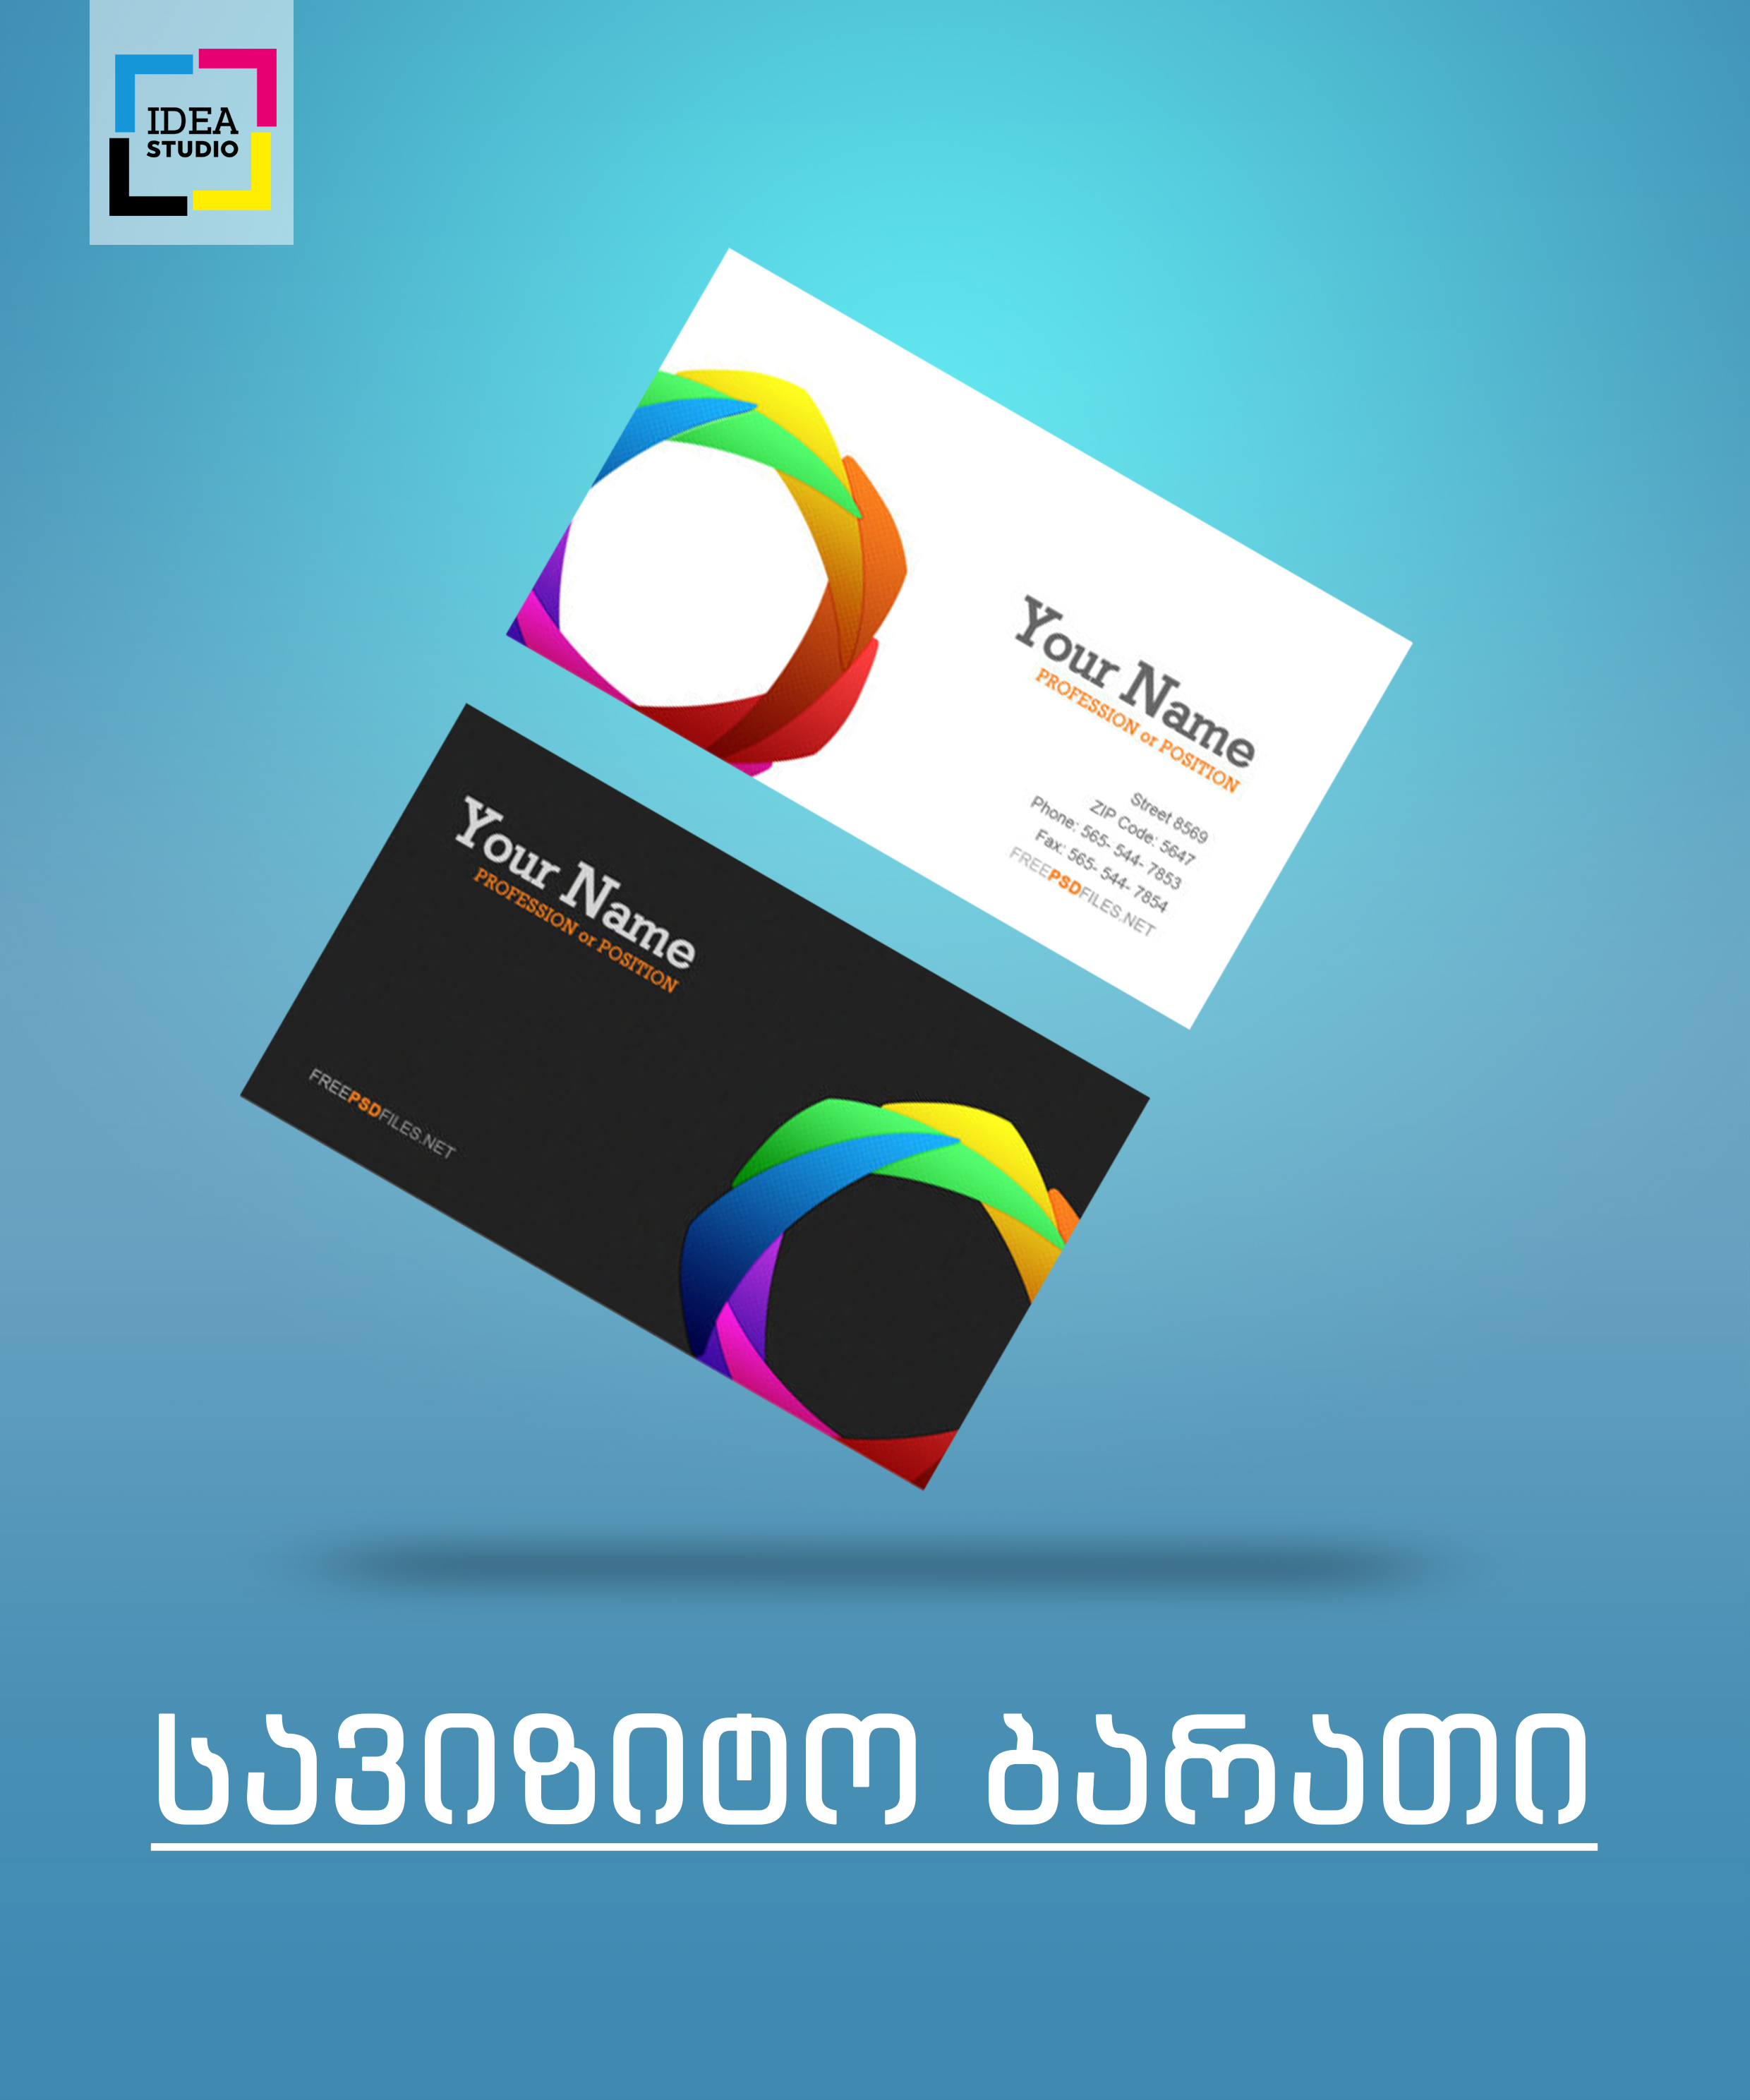 IDEA
STUDIO
Your Name
PROFESSION or POSITION
Street 8569
ZIP Code: 5647
Phone: 565- 544- 7853
Fax: 565- 544- 7854
FREEPSDFILES.NET
Your Name
PROFESSION or POSITION
FREEPSDFILES.NET
სავიზიტო ბარათი